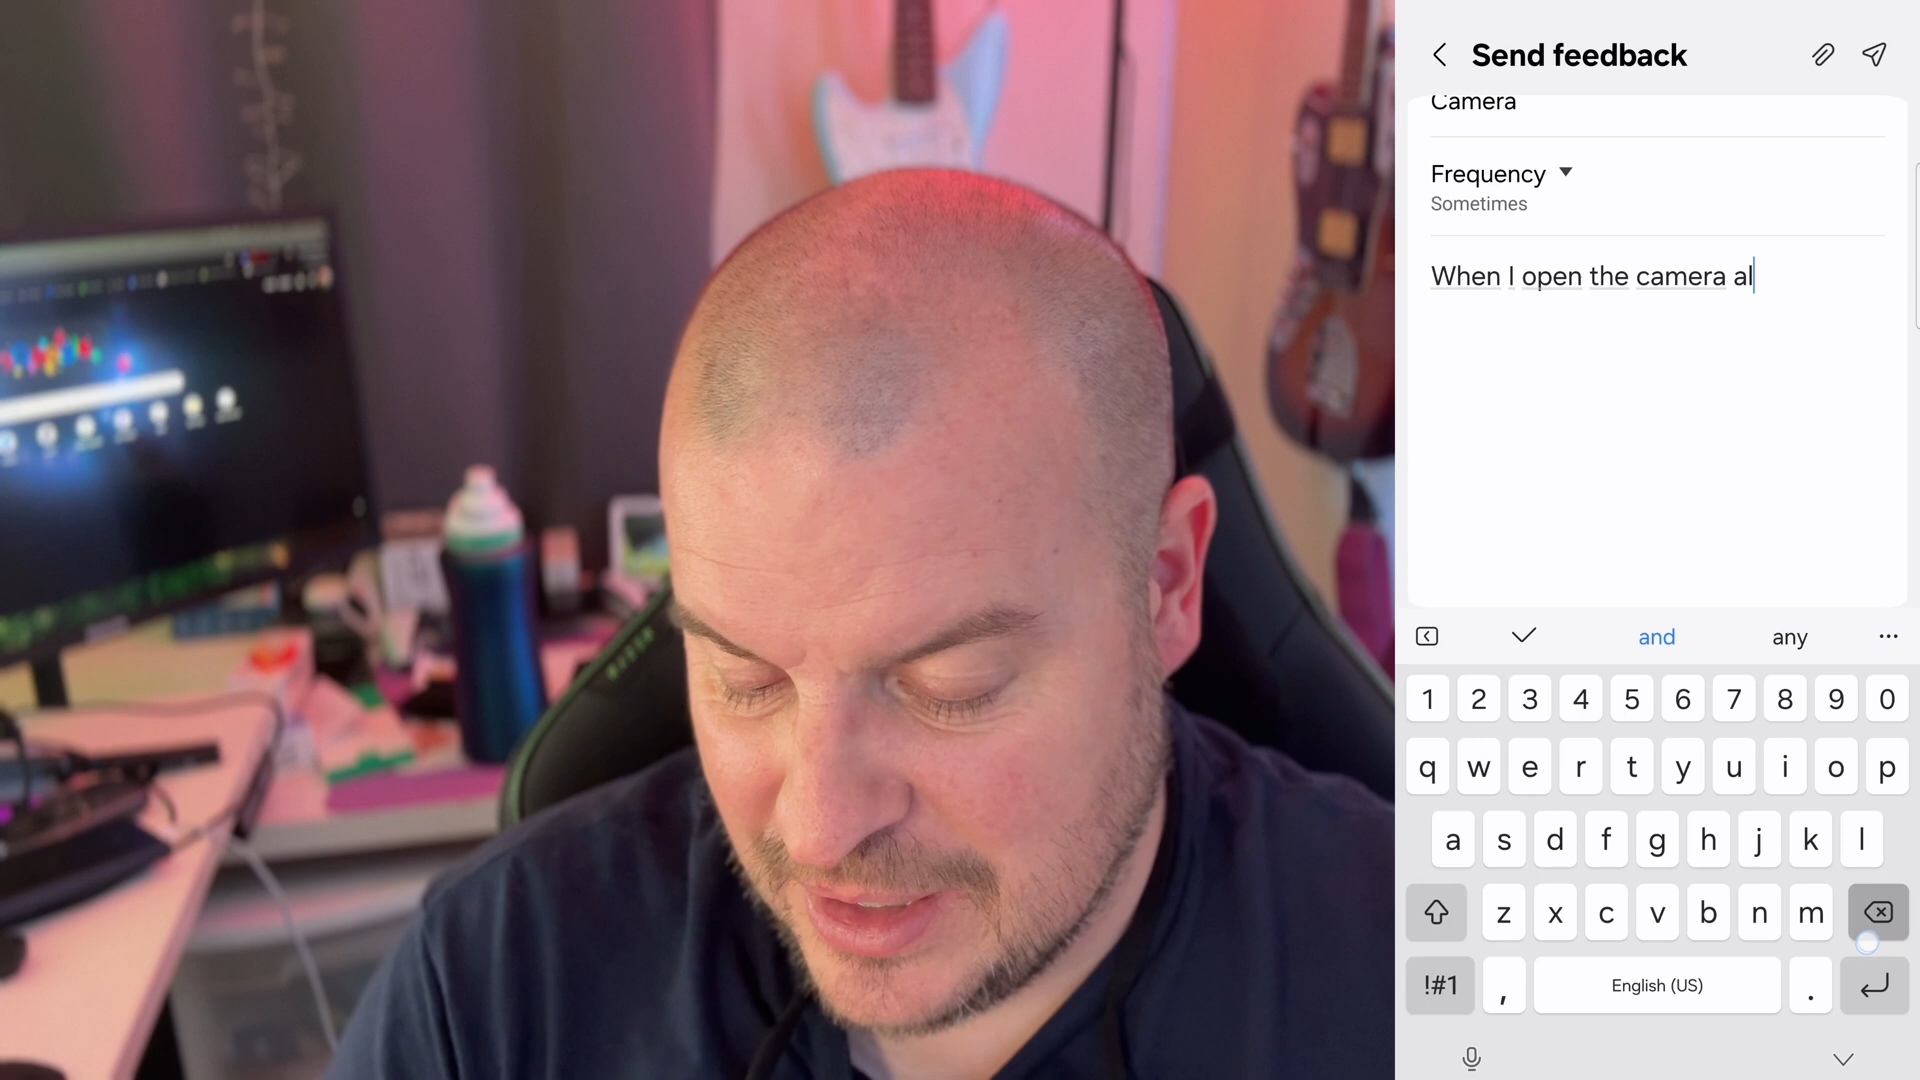 Send feedback
Camera
Frequency
Sometimes
When I open the camera al
and any
1 2 3 4 5 6 7 8 9 0
q w e r t y u i o p
a s d f g h j k l
z x c v b n m
!#1 , English (US) .